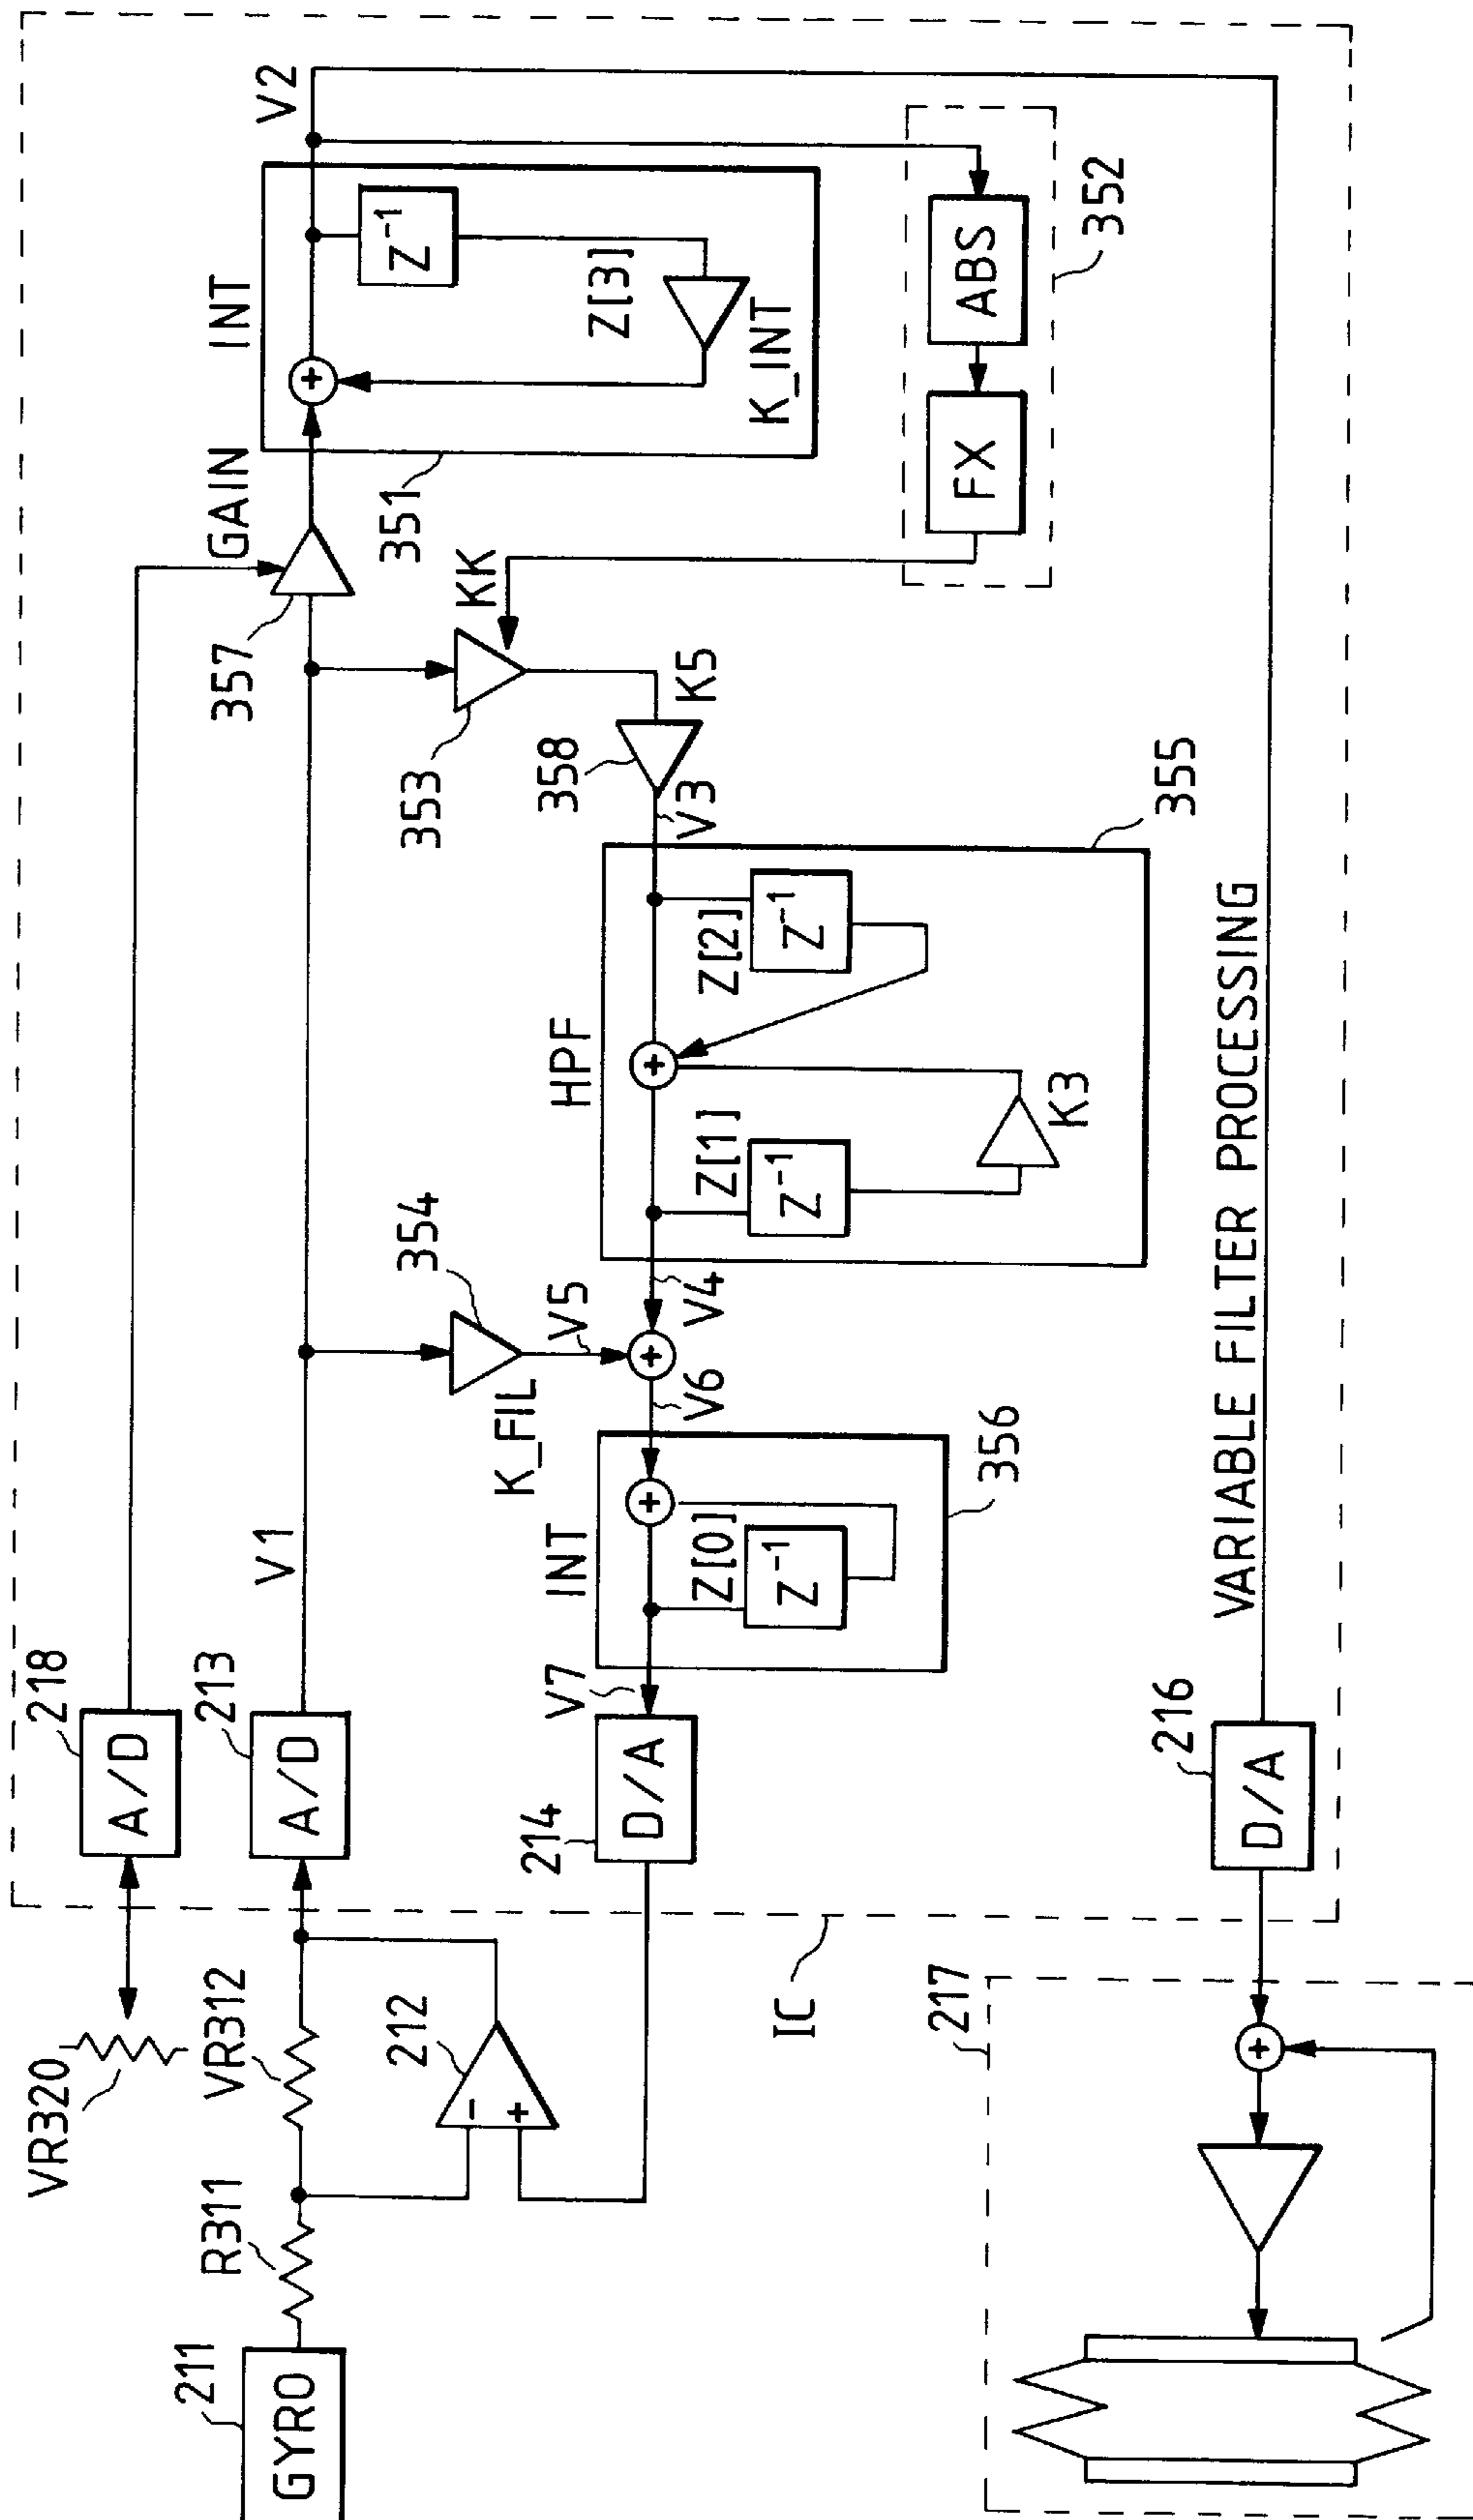 GYRO
211
R311
VR312
VR320
212
-
+
A/D
218
A/D
213
V1
D/A
214
V7
INT
Z[0]
Z⁻¹
356
+
V6
K_FIL
354
V5
+
V4
HPF
Z[1]
Z⁻¹
K3
+
Z[2]
Z⁻¹
355
V3
358
K5
353
KK
357
GAIN
351
INT
+
Z⁻¹
Z[3]
K_INT
V2
ABS
FX
352
VARIABLE FILTER PROCESSING
D/A
216
IC
217
+